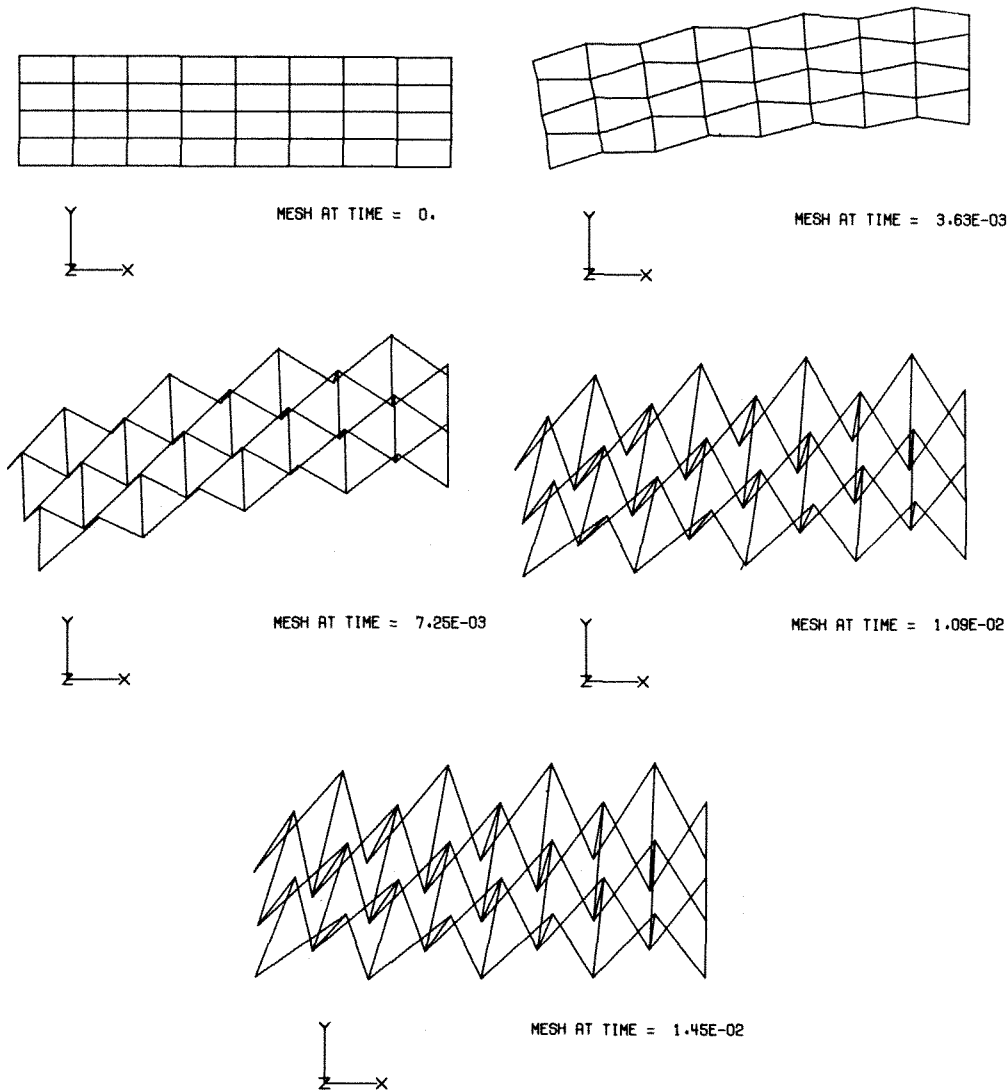 MESH AT TIME = 0.
Y
Z X
MESH AT TIME = 3.63E-03
Y
Z X
MESH AT TIME = 7.25E-03
Y
Z X
MESH AT TIME = 1.09E-02
Y
Z X
MESH AT TIME = 1.45E-02
Y
Z X